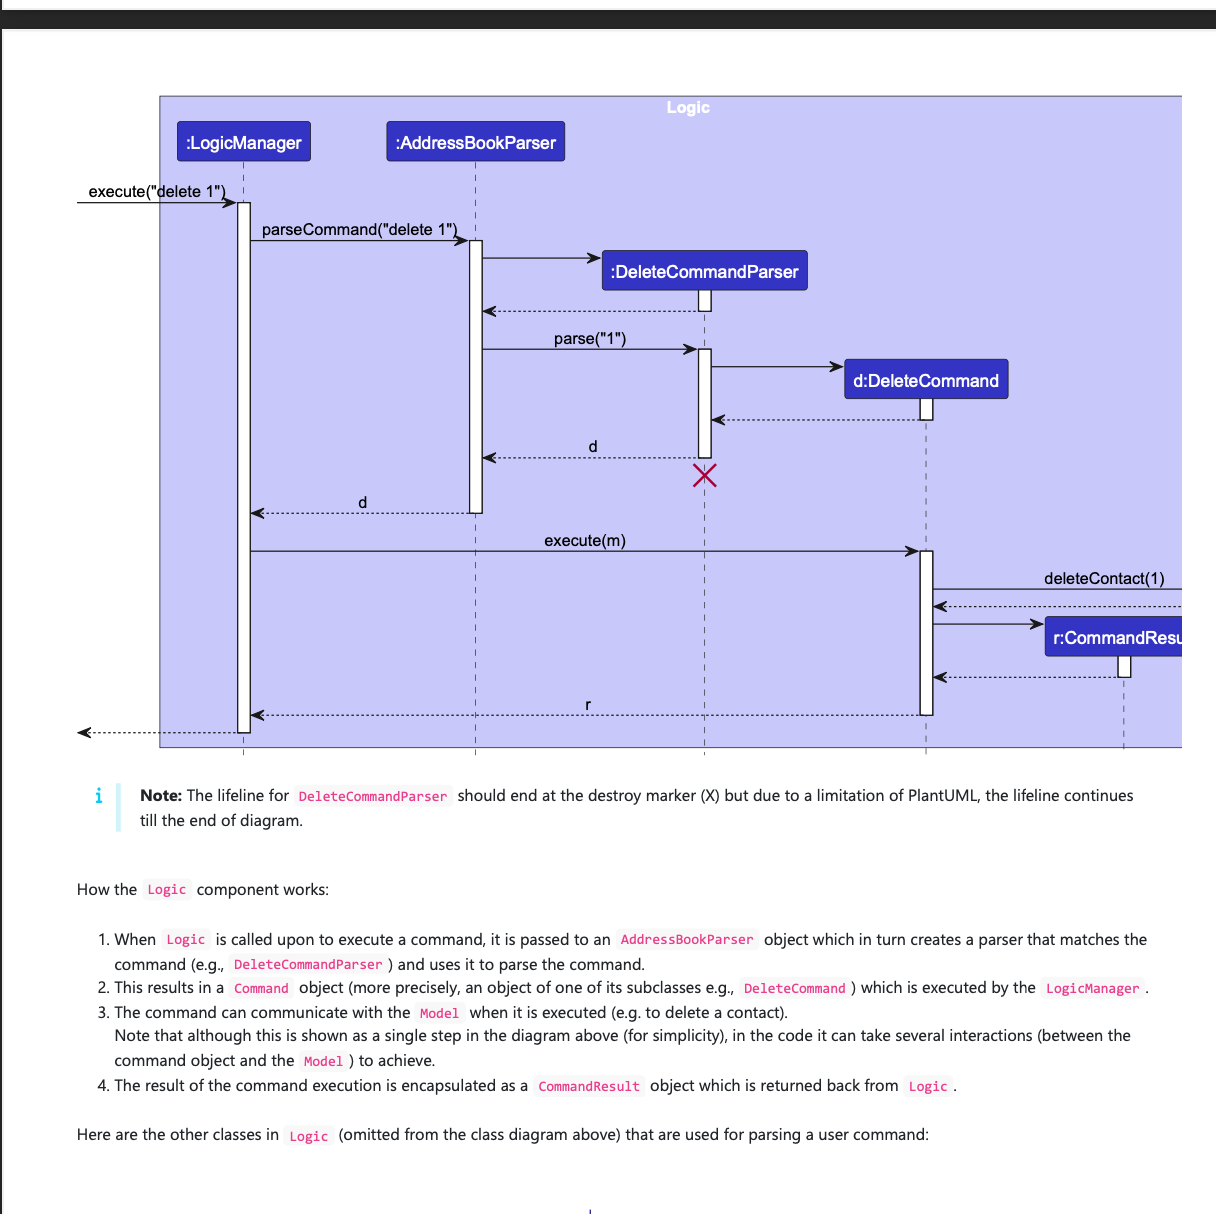 Logic
:LogicManager
:AddressBookParser
execute("delete 1")
parseCommand("delete 1")
:DeleteCommandParser
parse("1")
d:DeleteCommand
d
d
execute(m)
deleteContact(1)
r:CommandResu
r
i
Note: The lifeline for DeleteCommandParser should end at the destroy marker (X) but due to a limitation of PlantUML, the lifeline continues
till the end of diagram.
How the Logic component works:
1. When Logic is called upon to execute a command, it is passed to an AddressBookParser object which in turn creates a parser that matches the
command (e.g., DeleteCommandParser ) and uses it to parse the command.
2. This results in a Command object (more precisely, an object of one of its subclasses e.g., DeleteCommand ) which is executed by the LogicManager .
3. The command can communicate with the Model when it is executed (e.g. to delete a contact).
Note that although this is shown as a single step in the diagram above (for simplicity), in the code it can take several interactions (between the
command object and the Model ) to achieve.
4. The result of the command execution is encapsulated as a CommandResult object which is returned back from Logic .
Here are the other classes in Logic (omitted from the class diagram above) that are used for parsing a user command: